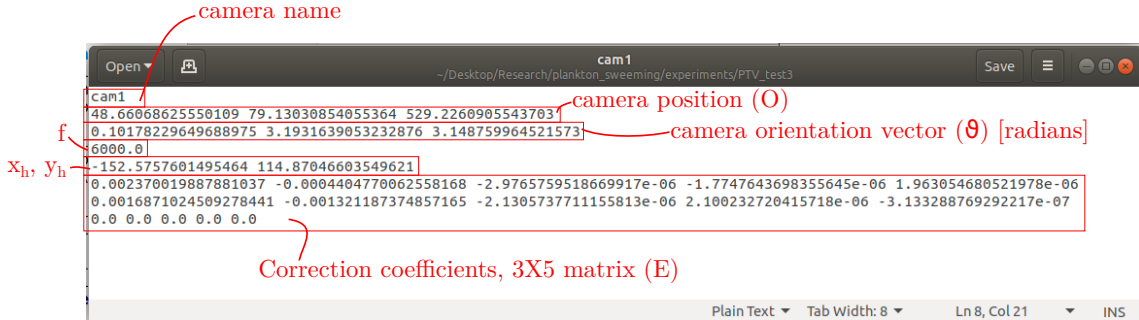 camera name
Open
cam1
~/Desktop/Research/plankton_sweeming/experiments/PTV_test3
Save
cam1
48.66068625550109 79.13030854055364 529.2260905543703
camera position (O)
0.10178229649688975 3.1931639053232876 3.148759964521573
camera orientation vector (ϑ) [radians]
f
6000.0
xₕ, yₕ
-152.5757601495464 114.87046603549621
0.002370019887881037 -0.0004404770062558168 -2.9765759518669917e-06 -1.7747643698355645e-06 1.963054680521978e-06
0.0016871024509278441 -0.001321187374857165 -2.1305737711155813e-06 2.100232720415718e-06 -3.133288769292217e-07
0.0 0.0 0.0 0.0 0.0
Correction coefficients, 3X5 matrix (E)
Plain Text Tab Width: 8 Ln 8, Col 21 INS